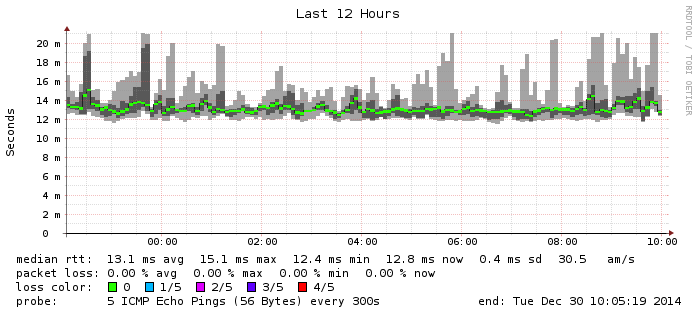 Last 12 Hours
RRDTOOL / TOBI OETIKER
Seconds
20 m
18 m
16 m
14 m
12 m
10 m
8 m
6 m
4 m
2 m
0
00:00 02:00 04:00 06:00 08:00 10:00
median rtt: 13.1 ms avg 15.1 ms max 12.4 ms min 12.8 ms now 0.4 ms sd 30.5 am/s
packet loss: 0.00 % avg 0.00 % max 0.00 % min 0.00 % now
loss color: 0 1/5 2/5 3/5 4/5
probe: 5 ICMP Echo Pings (56 Bytes) every 300s end: Tue Dec 30 10:05:19 2014